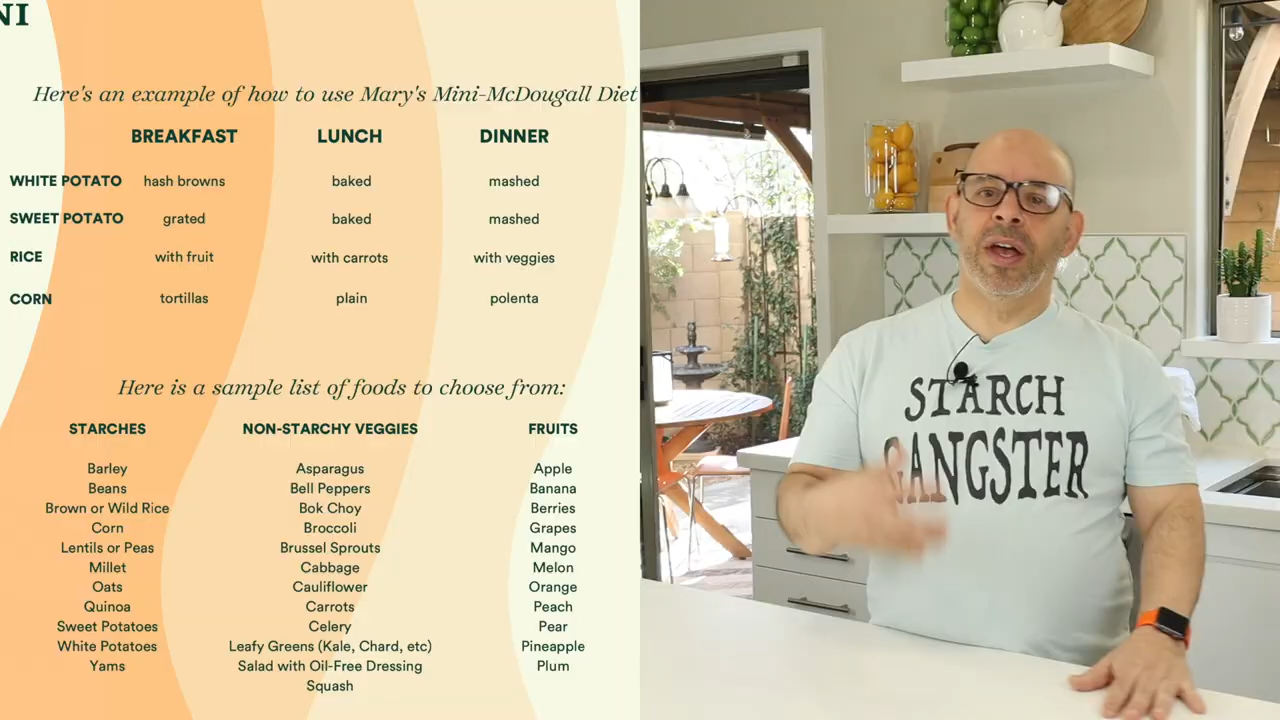 NI
Here's an example of how to use Mary's Mini-McDougall Diet
BREAKFAST LUNCH DINNER
WHITE POTATO hash browns baked mashed
SWEET POTATO grated baked mashed
RICE with fruit with carrots with veggies
CORN tortillas plain polenta
Here is a sample list of foods to choose from:
STARCHES NON-STARCHY VEGGIES FRUITS
Barley Asparagus Apple
Beans Bell Peppers Banana
Brown or Wild Rice Bok Choy Berries
Corn Broccoli Grapes
Lentils or Peas Brussel Sprouts Mango
Millet Cabbage Melon
Oats Cauliflower Orange
Quinoa Carrots Peach
Sweet Potatoes Celery Pear
White Potatoes Leafy Greens (Kale, Chard, etc) Pineapple
Yams Salad with Oil-Free Dressing Plum
Squash
STARCH
GANGSTER